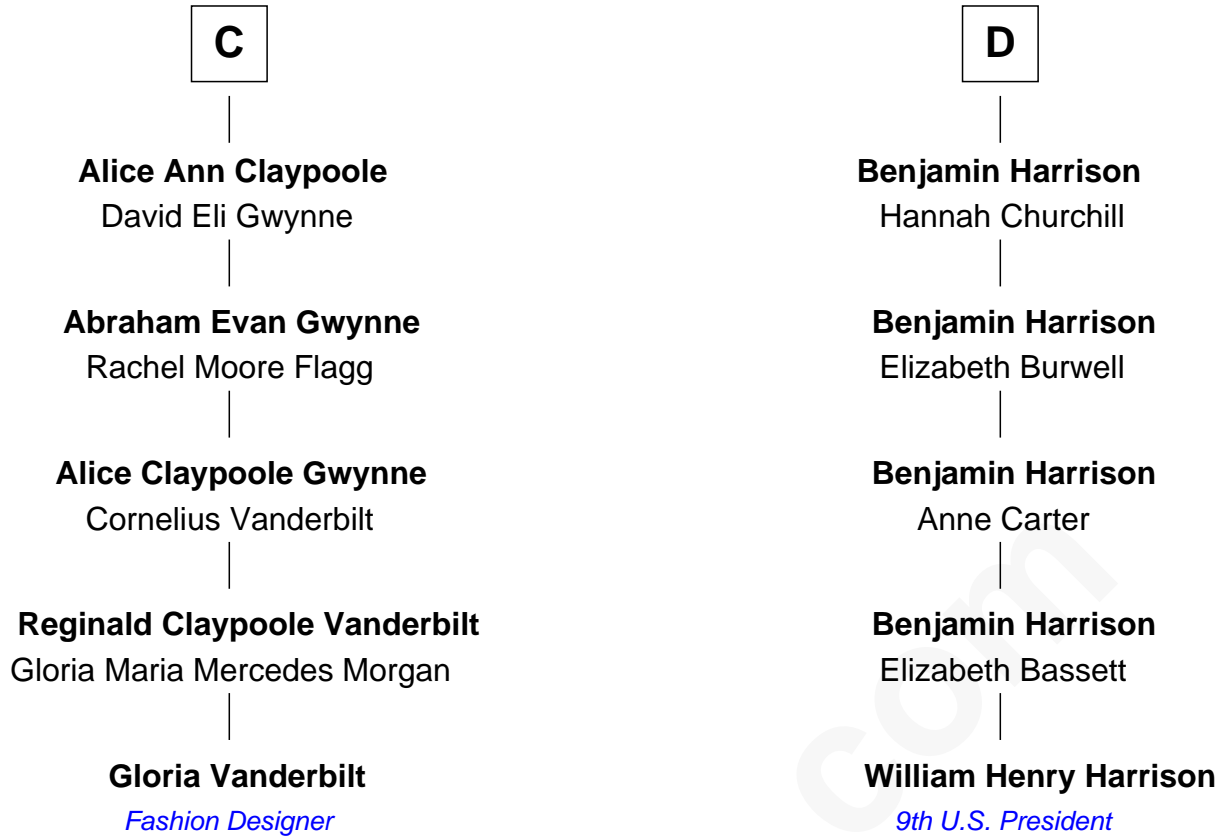 C
Alice Ann Claypoole
David Eli Gwynne
Abraham Evan Gwynne
Rachel Moore Flagg
Alice Claypoole Gwynne
Cornelius Vanderbilt
Reginald Claypoole Vanderbilt
Gloria Maria Mercedes Morgan
Gloria Vanderbilt
Fashion Designer
D
Benjamin Harrison
Hannah Churchill
Benjamin Harrison
Elizabeth Burwell
Benjamin Harrison
Anne Carter
Benjamin Harrison
Elizabeth Bassett
William Henry Harrison
9th U.S. President
com